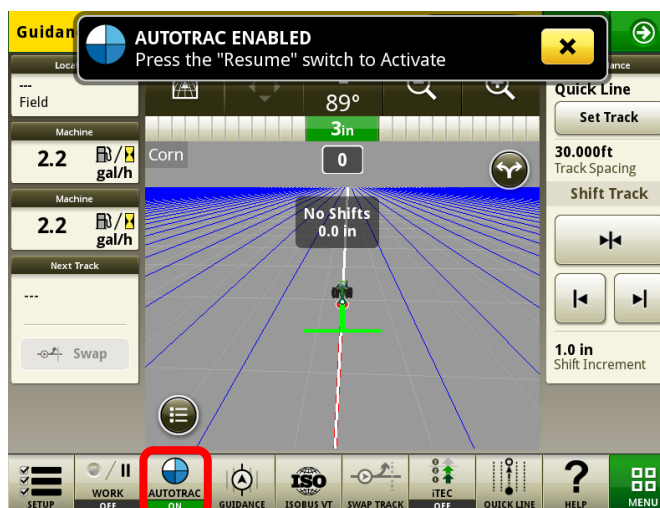 Guidan
AUTOTRAC ENABLED
Press the "Resume" switch to Activate
Loca
---
Field
Machine
2.2
gal/h
Machine
2.2
gal/h
Next Track
---
Swap
89°
3in
Corn
0
No Shifts
0.0 in
ance
Quick Line
Set Track
30.000ft
Track Spacing
Shift Track
1.0 in
Shift Increment
SETUP
WORK
OFF
AUTOTRAC
ON
GUIDANCE
ISO
ISOBUS VT
SWAP TRACK
iTEC
OFF
QUICK LINE
?
HELP
MENU